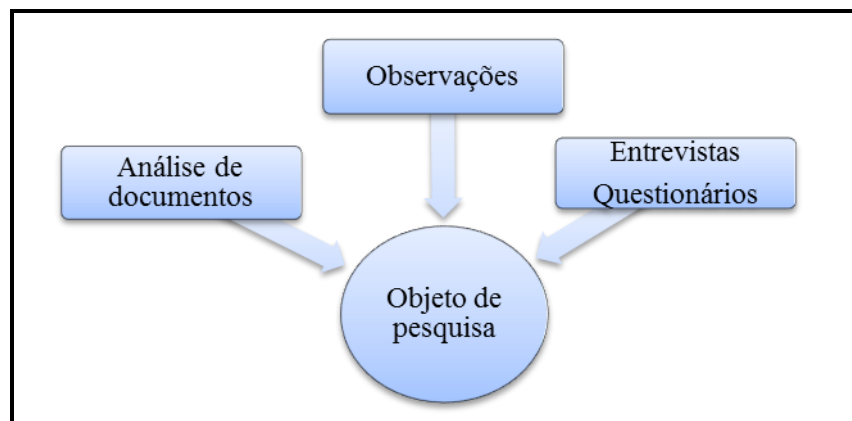 Observações
Análise de
documentos
Entrevistas
Questionários
Objeto de
pesquisa